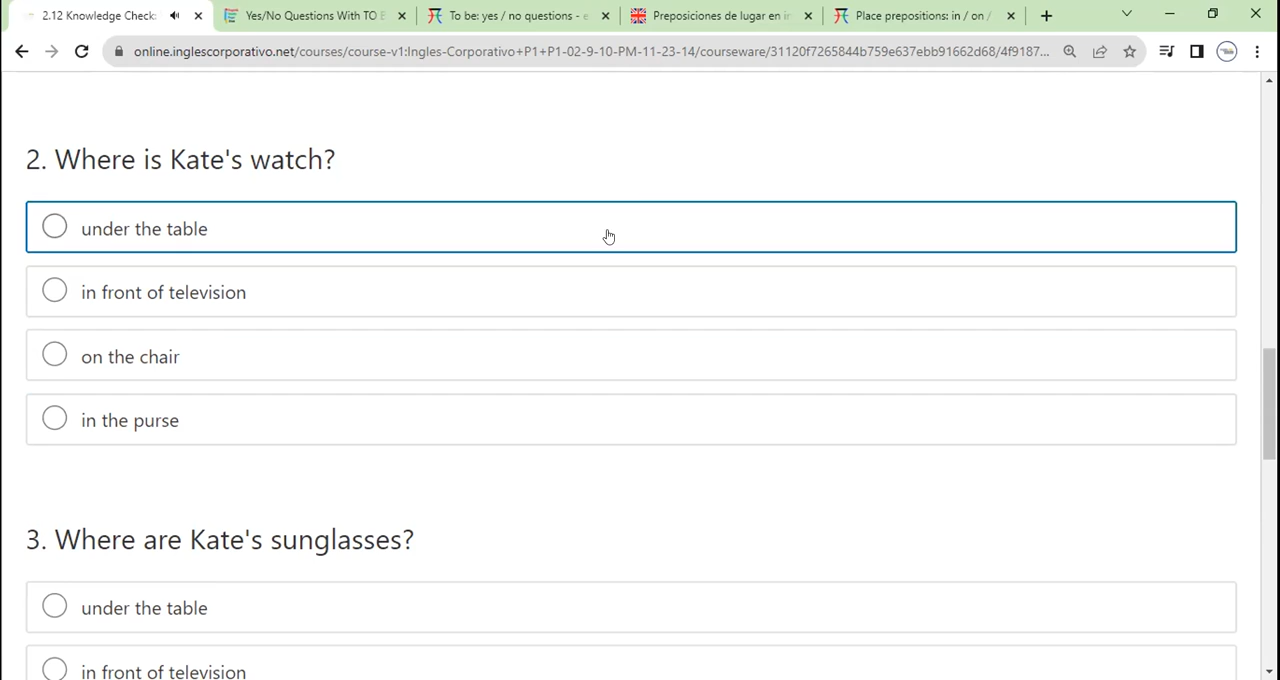 2.12 Knowledge Check:
Yes/No Questions With TO B
To be: yes / no questions - e
Preposiciones de lugar en in
Place prepositions: in / on /
online.inglescorporativo.net/courses/course-v1:Ingles-Corporativo+P1+P1-02-9-10-PM-11-23-14/courseware/31120f7265844b759e637ebb91662d68/4f9187...
2. Where is Kate's watch?
under the table
in front of television
on the chair
in the purse
3. Where are Kate's sunglasses?
under the table
in front of television